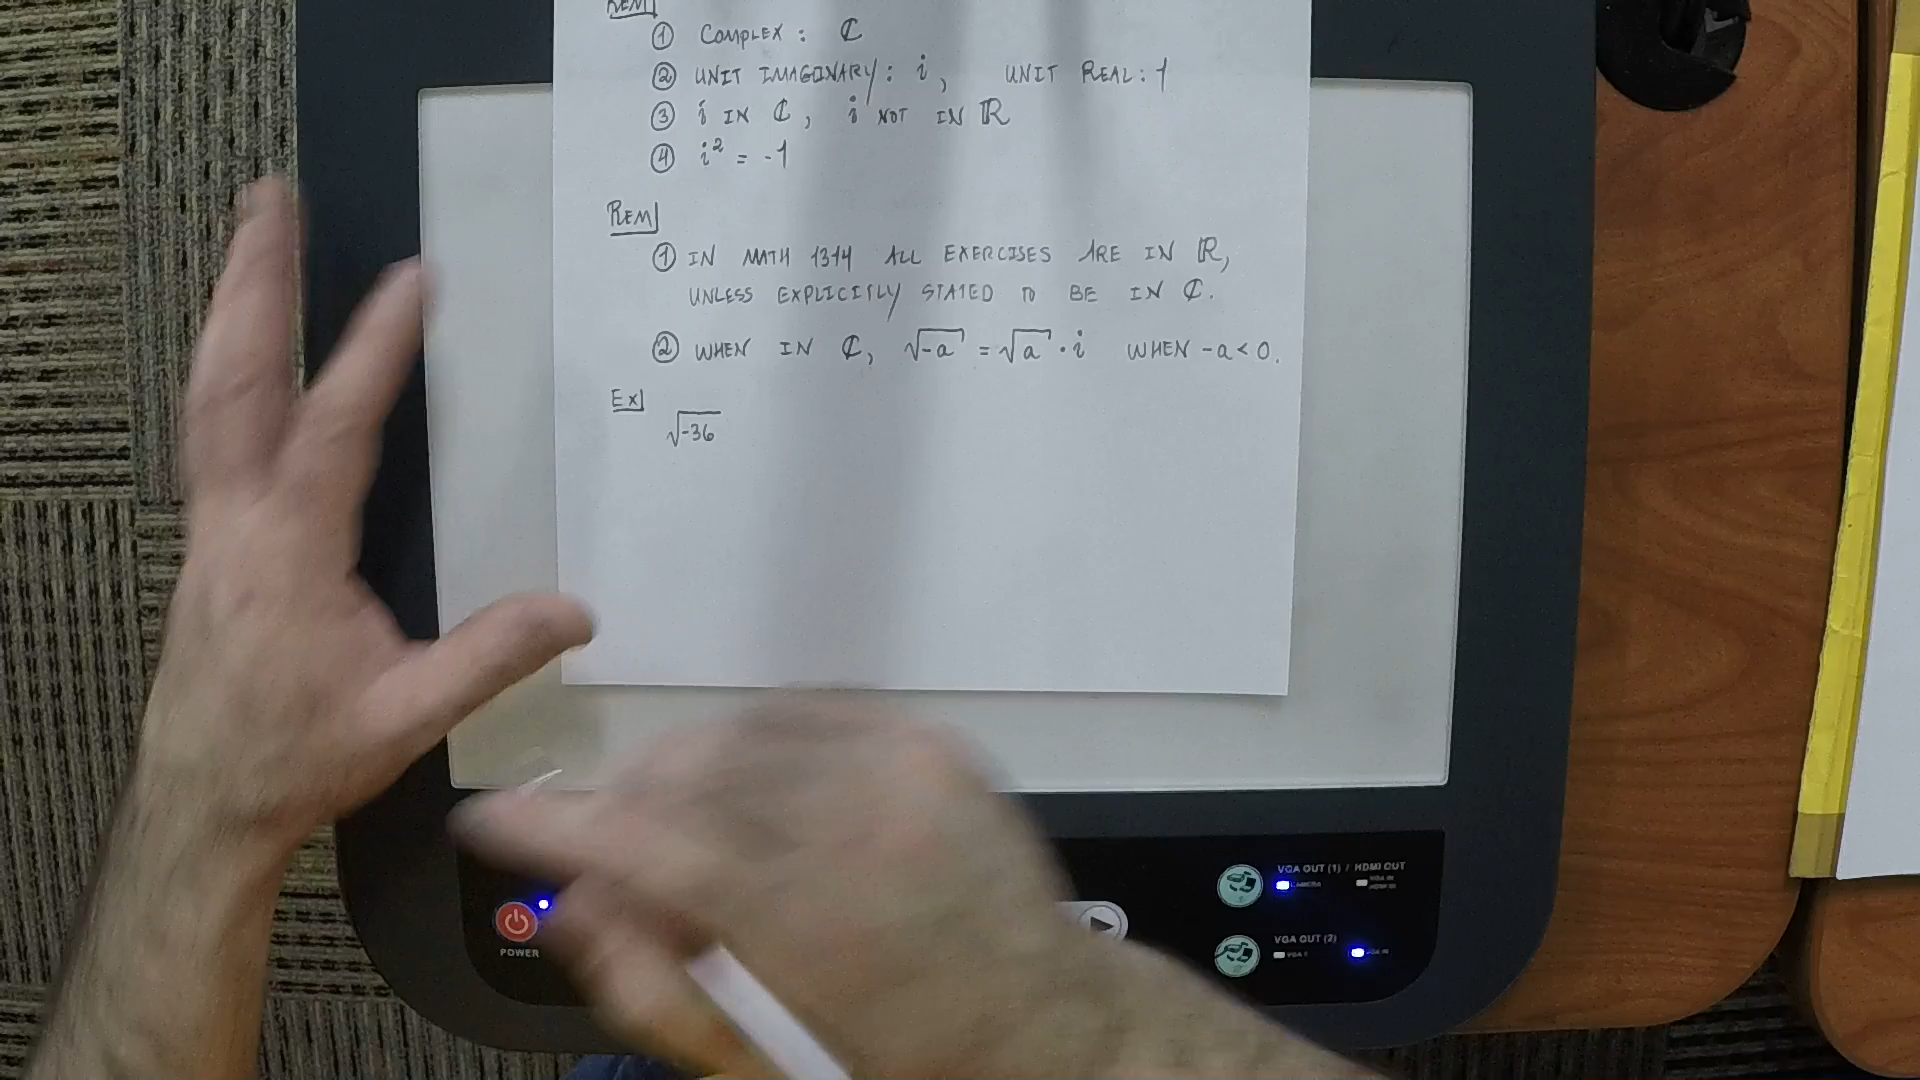 REM
① COMPLEX : ℂ
② UNIT IMAGINARY : i , UNIT REAL : 1
③ i IN ℂ , i NOT IN ℝ
④ i² = -1
REM
① IN MATH 1314 ALL EXERCISES ARE IN ℝ,
UNLESS EXPLICITLY STATED TO BE IN ℂ.
② WHEN IN ℂ, √-a = √a · i WHEN -a < 0.
EX
√-36
VGA OUT (1) / HDMI OUT
CAMERA
POWER
VGA OUT (2)